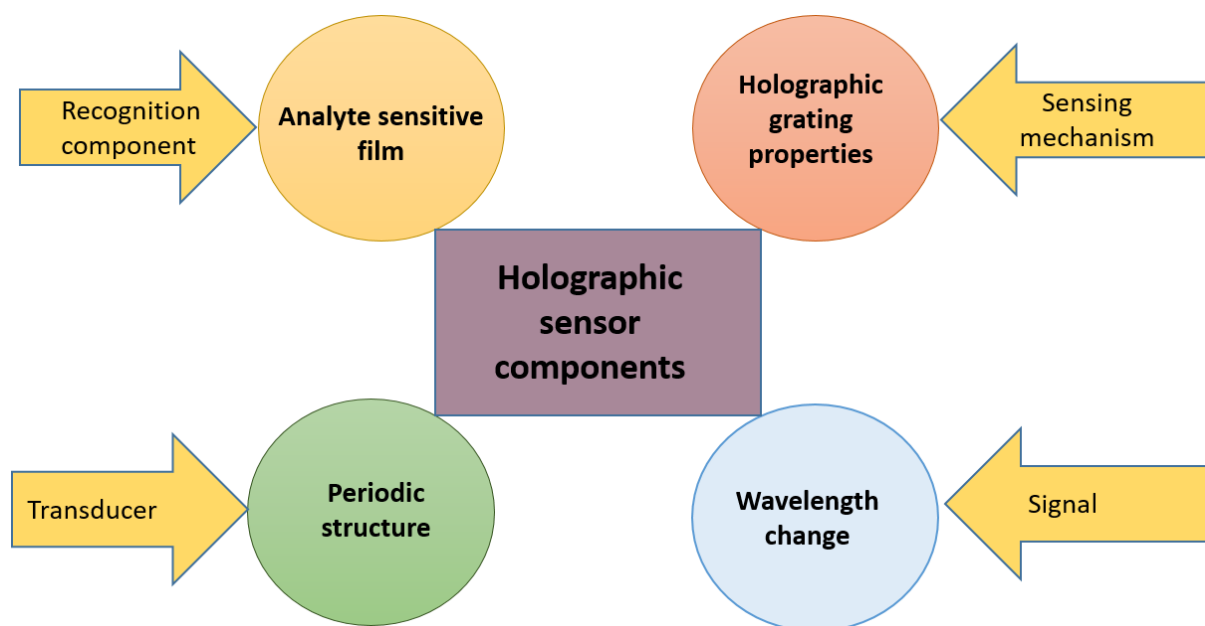 Recognition
component
Analyte sensitive
film
Holographic
grating
properties
Sensing
mechanism
Holographic
sensor
components
Transducer
Periodic
structure
Wavelength
change
Signal